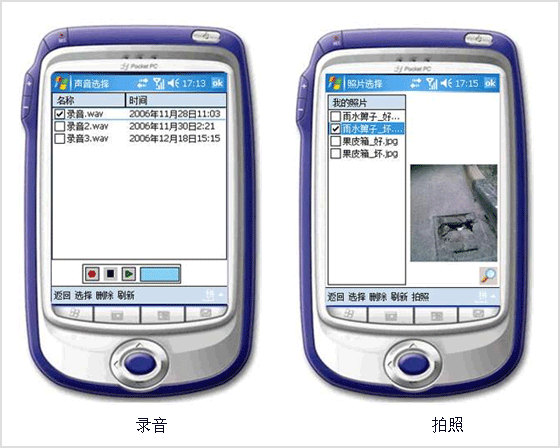 Pocket PC
声音选择 17:13 ok
名称 时间
录音.wav 2006年11月28日11:03
录音2.wav 2006年11月30日2:21
录音3.wav 2006年12月18日15:15
返回 选择 删除 刷新
录音
Pocket PC
照片选择 17:15 ok
我的照片
雨水箅子_好...
雨水箅子_坏....
果皮箱_好.jpg
果皮箱_坏.jpg
返回 选择 删除 刷新 拍照
拍照